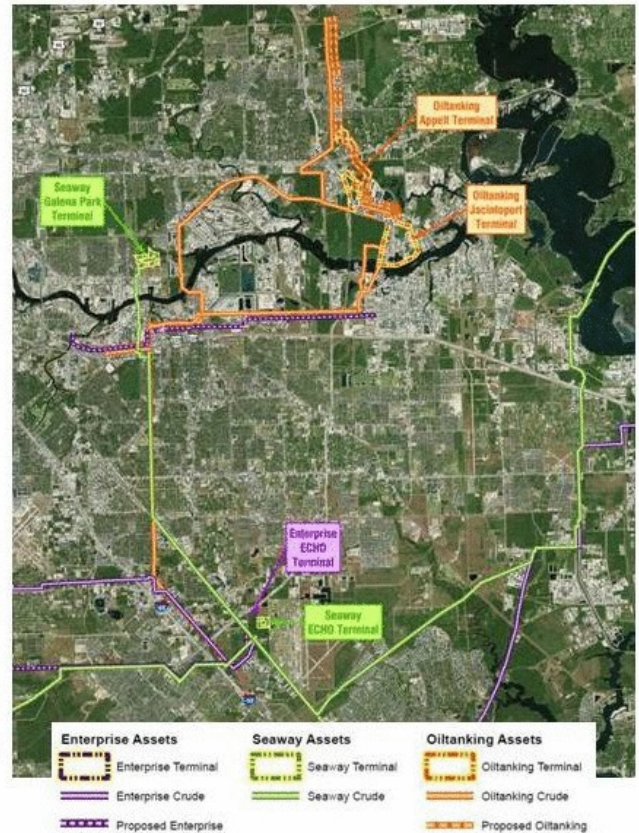 Oiltanking
Appelt Terminal
Seaway
Galena Park
Terminal
Oiltanking
Jacintoport
Terminal
Enterprise
ECHO
Terminal
Seaway
ECHO Terminal
Enterprise Assets
Seaway Assets
Oiltanking Assets
Enterprise Terminal
Seaway Terminal
Oiltanking Terminal
Enterprise Crude
Seaway Crude
Oiltanking Crude
Proposed Enterprise
Proposed Oiltanking